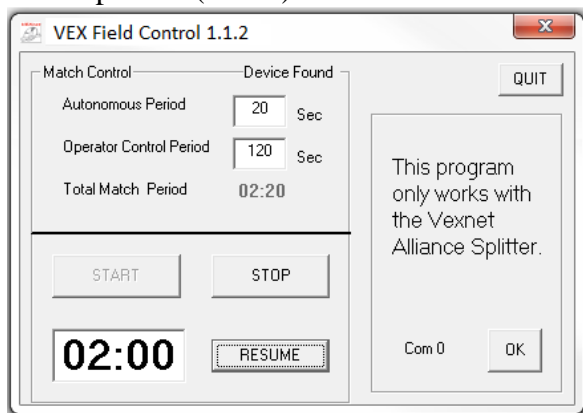 VEX Field Control 1.1.2
Match Control Device Found
QUIT
Autonomous Period 20 Sec
Operator Control Period 120 Sec
Total Match Period 02:20
This program
only works with
the Vexnet
Alliance Splitter.
START STOP
02:00 RESUME
Com 0 OK